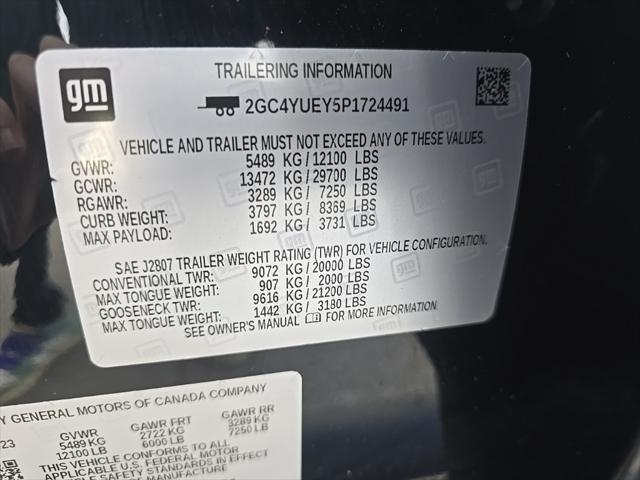 gm
TRAILERING INFORMATION
2GC4YUEY5P1724491
VEHICLE AND TRAILER MUST NOT EXCEED ANY OF THESE VALUES.
GVWR: 5489 KG / 12100 LBS
GCWR: 13472 KG / 29700 LBS
RGAWR: 3289 KG / 7250 LBS
CURB WEIGHT: 3797 KG / 8369 LBS
MAX PAYLOAD: 1692 KG / 3731 LBS
SAE J2807 TRAILER WEIGHT RATING (TWR) FOR VEHICLE CONFIGURATION.
CONVENTIONAL TWR: 9072 KG / 20000 LBS
MAX TONGUE WEIGHT: 907 KG / 2000 LBS
GOOSENECK TWR: 9616 KG / 21200 LBS
MAX TONGUE WEIGHT: 1442 KG / 3180 LBS
SEE OWNER'S MANUAL FOR MORE INFORMATION
Y GENERAL MOTORS OF CANADA COMPANY
23 GVWR GAWR FRT GAWR RR
5489 KG 2722 KG 3289 KG
12100 LB 6000 LB 7250 LB
THIS VEHICLE CONFORMS TO ALL
APPLICABLE U.S. FEDERAL MOTOR
VEHICLE SAFETY STANDARDS IN EFFECT